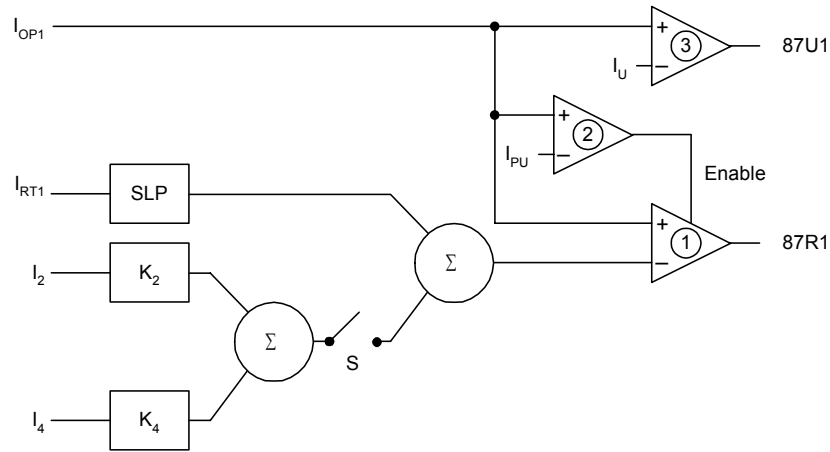 I_OP1
+
3
87U1
I_U
−
+
2
I_PU
−
Enable
I_RT1
SLP
+
1
87R1
−
Σ
I_2
K_2
Σ
S
I_4
K_4